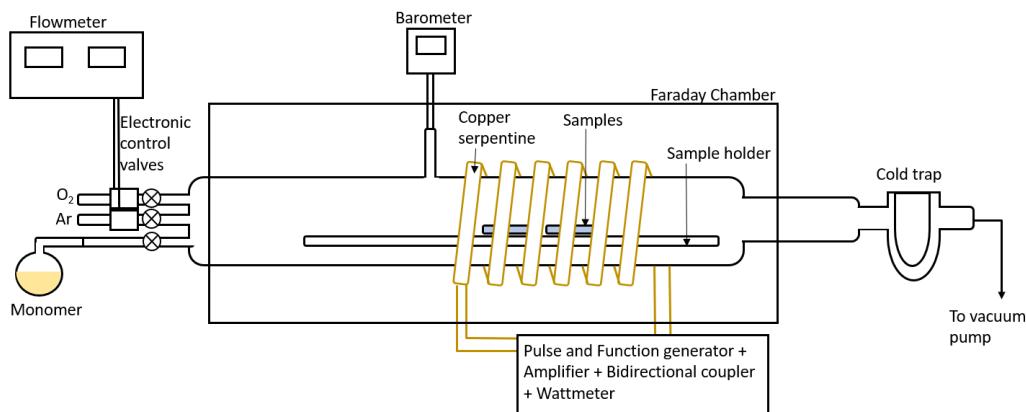 Flowmeter
Barometer
Faraday Chamber
Electronic
control
valves
Copper
serpentine
Samples
Sample holder
Cold trap
O₂
Ar
Monomer
To vacuum
pump
Pulse and Function generator +
Amplifier + Bidirectional coupler
+ Wattmeter